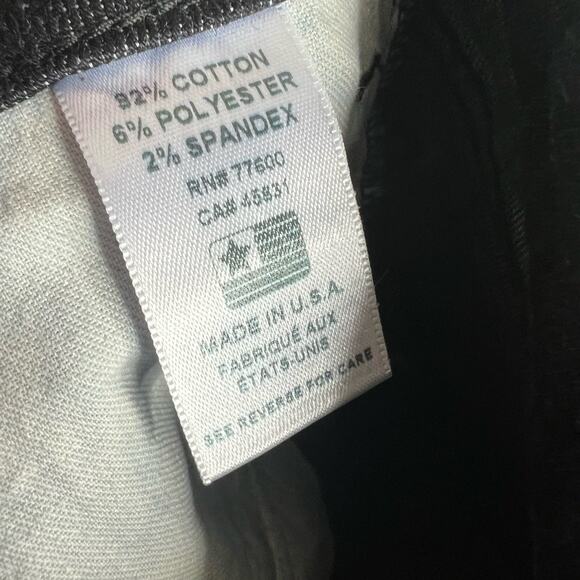 92% COTTON
6% POLYESTER
2% SPANDEX
RN# 77600
CA# 45831
MADE IN U.S.A.
FABRIQUÉ AUX
ÉTATS-UNIS
SEE REVERSE FOR CARE